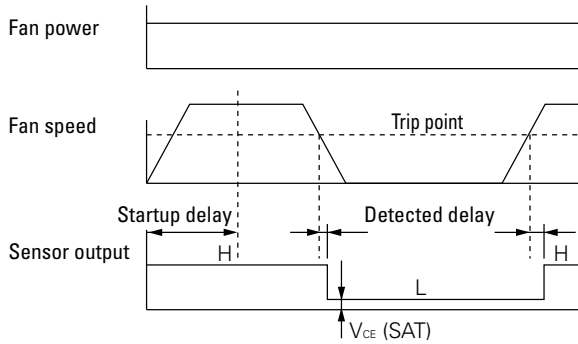 Fan power
Fan speed
Trip point
Startup delay
Detected delay
Sensor output
H
L
H
VCE (SAT)